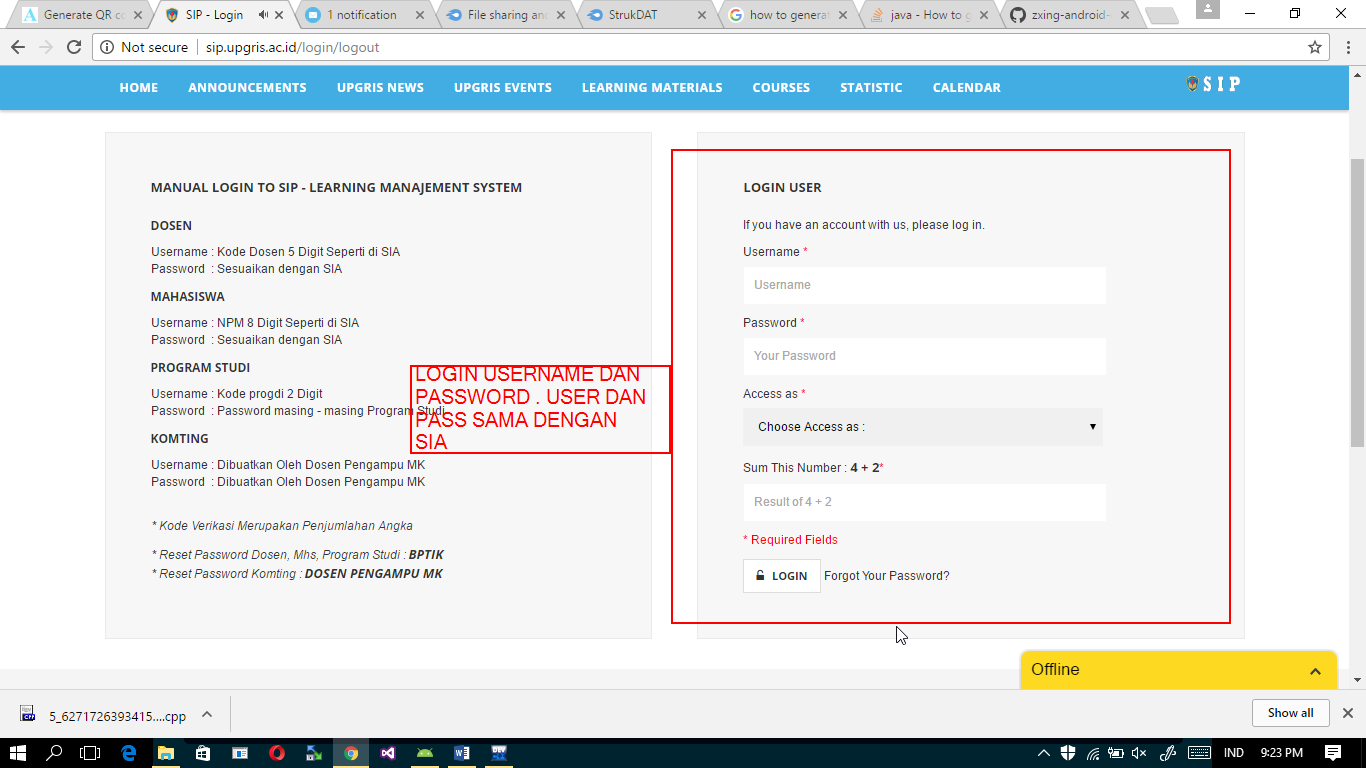 Generate QR co
SIP - Login
1 notification
File sharing and
StrukDAT
how to generat
java - How to g
zxing-android-
Not secure
sip.upgris.ac.id/login/logout
HOME
ANNOUNCEMENTS
UPGRIS NEWS
UPGRIS EVENTS
LEARNING MATERIALS
COURSES
STATISTIC
CALENDAR
SIP
MANUAL LOGIN TO SIP - LEARNING MANAJEMENT SYSTEM
DOSEN
Username : Kode Dosen 5 Digit Seperti di SIA
Password : Sesuaikan dengan SIA
MAHASISWA
Username : NPM 8 Digit Seperti di SIA
Password : Sesuaikan dengan SIA
PROGRAM STUDI
Username : Kode progdi 2 Digit
Password : Password masing - masing Program Studi
KOMTING
Username : Dibuatkan Oleh Dosen Pengampu MK
Password : Dibuatkan Oleh Dosen Pengampu MK
* Kode Verikasi Merupakan Penjumlahan Angka
* Reset Password Dosen, Mhs, Program Studi : BPTIK
* Reset Password Komting : DOSEN PENGAMPU MK
LOGIN USERNAME DAN
PASSWORD . USER DAN
PASS SAMA DENGAN
SIA
LOGIN USER
If you have an account with us, please log in.
Username *
Username
Password *
Your Password
Access as *
Choose Access as :
Sum This Number : 4 + 2*
Result of 4 + 2
* Required Fields
LOGIN
Forgot Your Password?
Offline
5_6271726393415....cpp
Show all
IND
9:23 PM